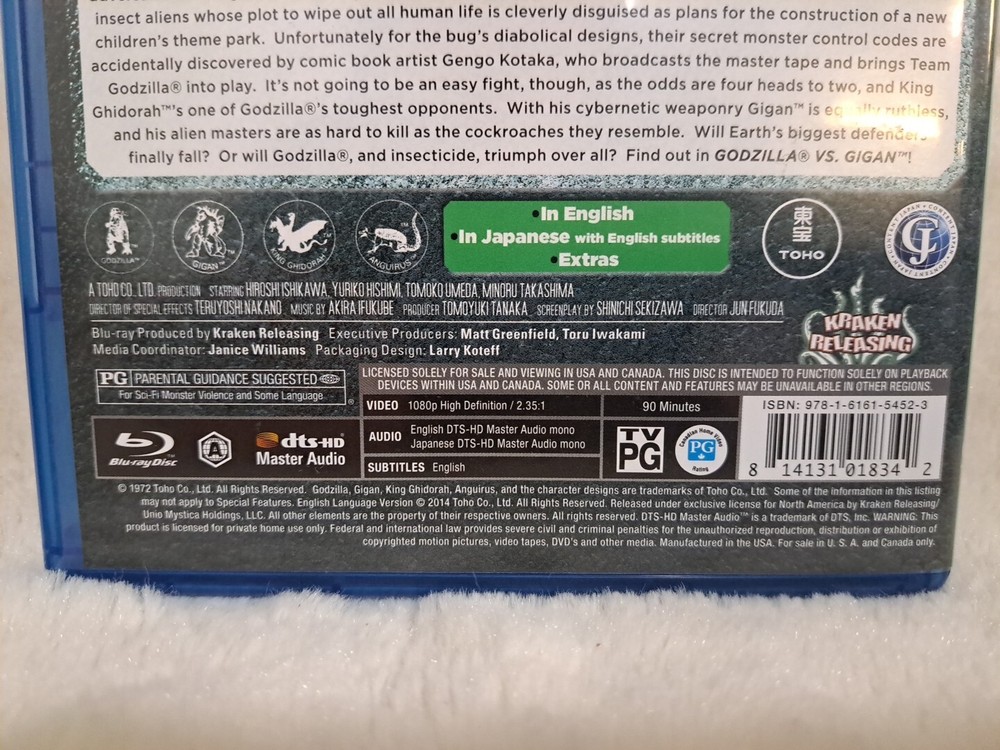 insect aliens whose plot to wipe out all human life is cleverly disguised as plans for the construction of a new
children's theme park. Unfortunately for the bug's diabolical designs, their secret monster control codes are
accidentally discovered by comic book artist Gengo Kotaka, who broadcasts the master tape and brings Team
Godzilla® into play. It's not going to be an easy fight, though, as the odds are four heads to two, and King
Ghidorah™'s one of Godzilla®'s toughest opponents. With his cybernetic weaponry Gigan™ is equally ruthless,
and his alien masters are as hard to kill as the cockroaches they resemble. Will Earth's biggest defenders
finally fall? Or will Godzilla®, and insecticide, triumph over all? Find out in GODZILLA® VS. GIGAN™!
GODZILLA™
GIGAN™
KING GHIDORAH™
ANGUIRUS™
•In English
•In Japanese with English subtitles
•Extras
東宝
TOHO
CONTENT JAPAN • CONTENT JAPAN •
CJ
A TOHO CO., LTD. PRODUCTION STARRING HIROSHI ISHIKAWA, YURIKO HISHIMI, TOMOKO UMEDA, MINORU TAKASHIMA
DIRECTOR OF SPECIAL EFFECTS TERUYOSHI NAKANO MUSIC BY AKIRA IFUKUBE PRODUCER TOMOYUKI TANAKA SCREENPLAY BY SHINICHI SEKIZAWA DIRECTOR JUN FUKUDA
Blu-ray Produced by Kraken Releasing Executive Producers: Matt Greenfield, Toru Iwakami
Media Coordinator: Janice Williams Packaging Design: Larry Koteff
KRAKEN
RELEASING
PG PARENTAL GUIDANCE SUGGESTED
For Sci-Fi Monster Violence and Some Language ®
LICENSED SOLELY FOR SALE AND VIEWING IN USA AND CANADA. THIS DISC IS INTENDED TO FUNCTION SOLELY ON PLAYBACK
DEVICES WITHIN USA AND CANADA. SOME OR ALL CONTENT AND FEATURES MAY BE UNAVAILABLE IN OTHER REGIONS.
VIDEO 1080p High Definition / 2.35:1
90 Minutes
ISBN: 978-1-6161-5452-3
Blu-ray Disc
A
dts-HD
Master Audio
AUDIO English DTS-HD Master Audio mono
Japanese DTS-HD Master Audio mono
SUBTITLES English
TV
PG
Canadian Home Video
PG
8 14131 01834 2
© 1972 Toho Co., Ltd. All Rights Reserved. Godzilla, Gigan, King Ghidorah, Anguirus, and the character designs are trademarks of Toho Co., Ltd. Some of the information in this listing
may not apply to Special Features. English Language Version © 2014 Toho Co., Ltd. All Rights Reserved. Released under exclusive license for North America by Kraken Releasing/
Unio Mystica Holdings, LLC. All other elements are the property of their respective owners. All rights reserved. DTS-HD Master Audio™ is a trademark of DTS, Inc. WARNING: This
product is licensed for private home use only. Federal and international law provides severe civil and criminal penalties for the unauthorized reproduction, distribution or exhibition of
copyrighted motion pictures, video tapes, DVD's and other media. Manufactured in the USA. For sale in U. S. A. and Canada only.